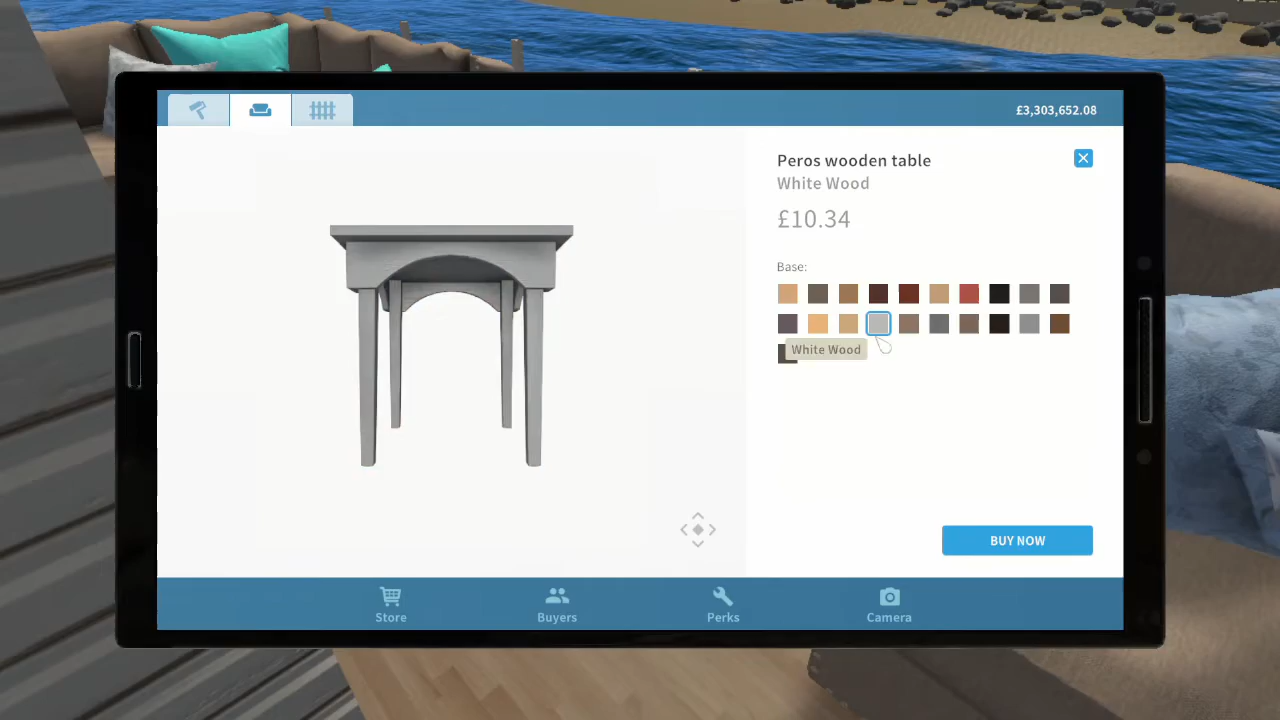 £3,303,652.08
Peros wooden table
White Wood
£10.34
Base:
White Wood
BUY NOW
Store
Buyers
Perks
Camera